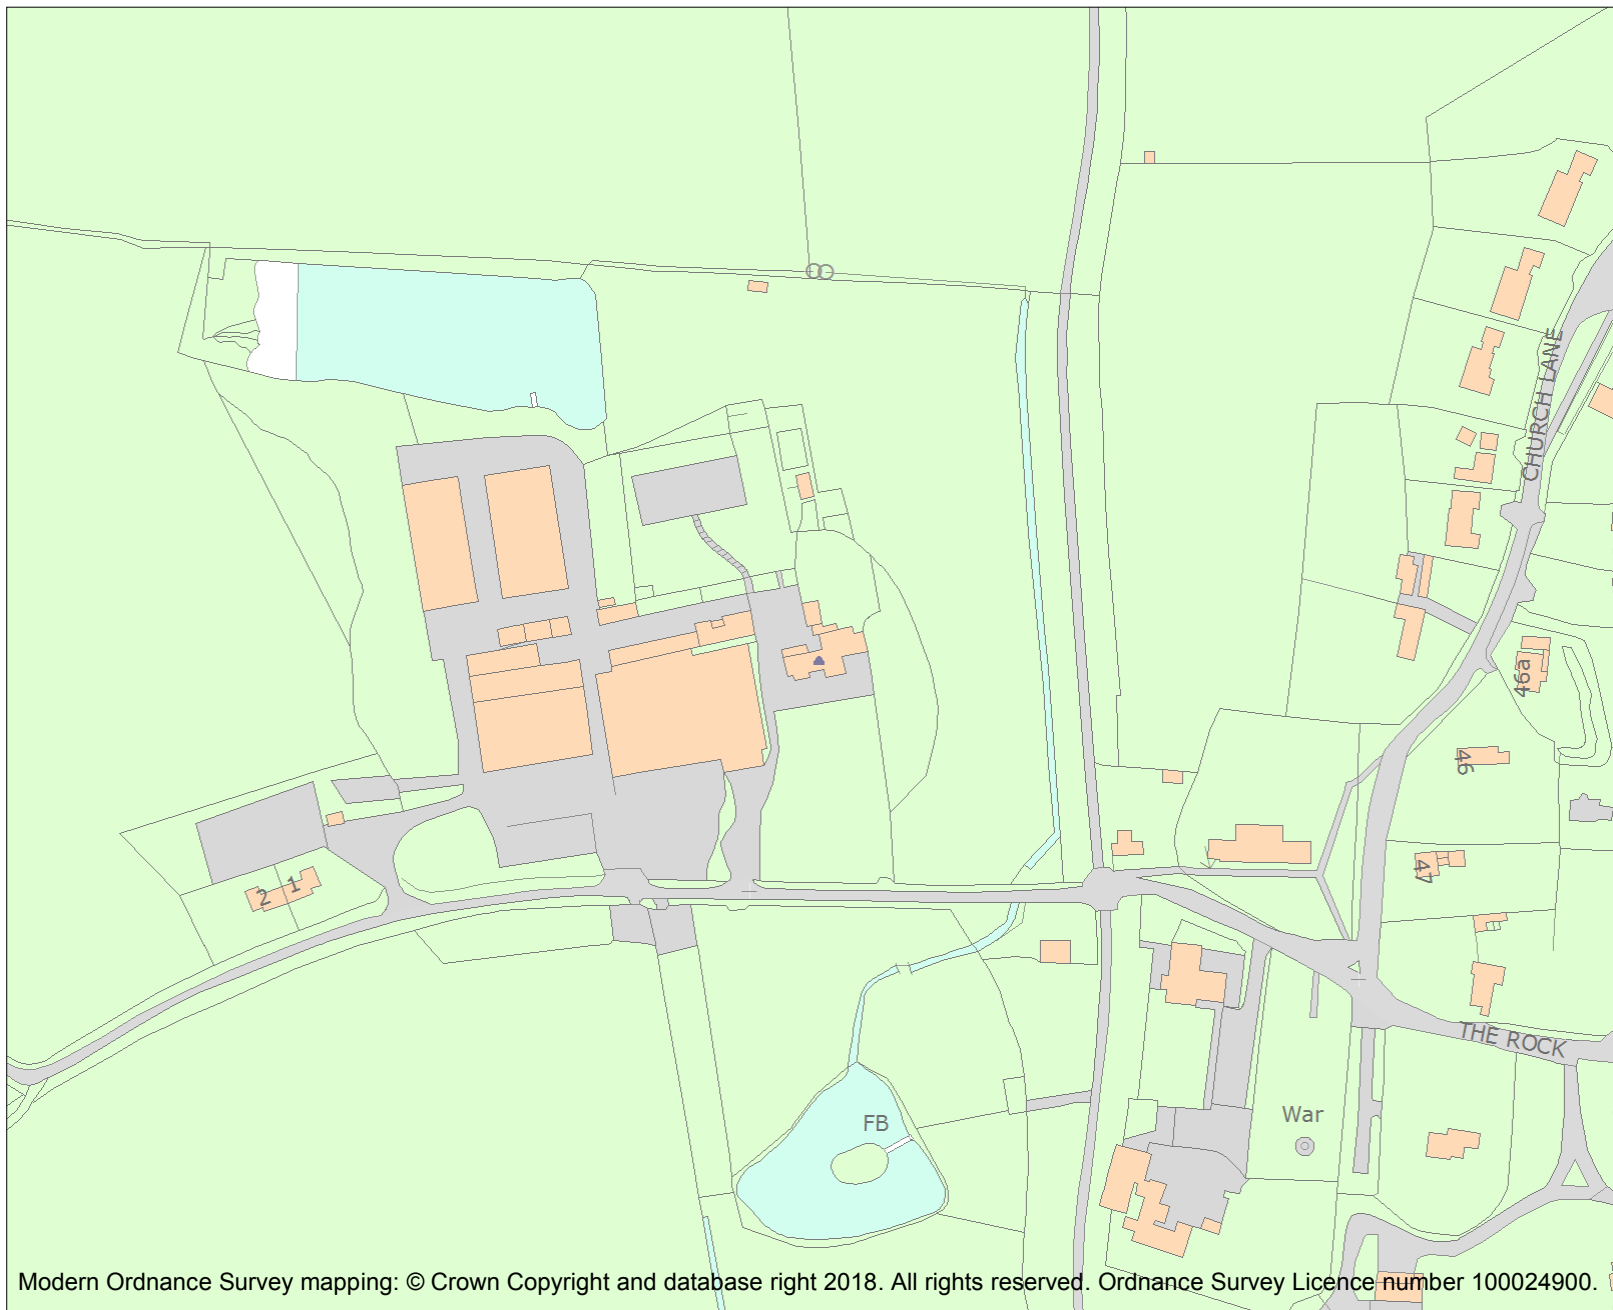 CHURCH LANE
46a
46
47
2
1
THE ROCK
War
FB
Modern Ordnance Survey mapping: © Crown Copyright and database right 2018. All rights reserved. Ordnance Survey Licence number 100024900.